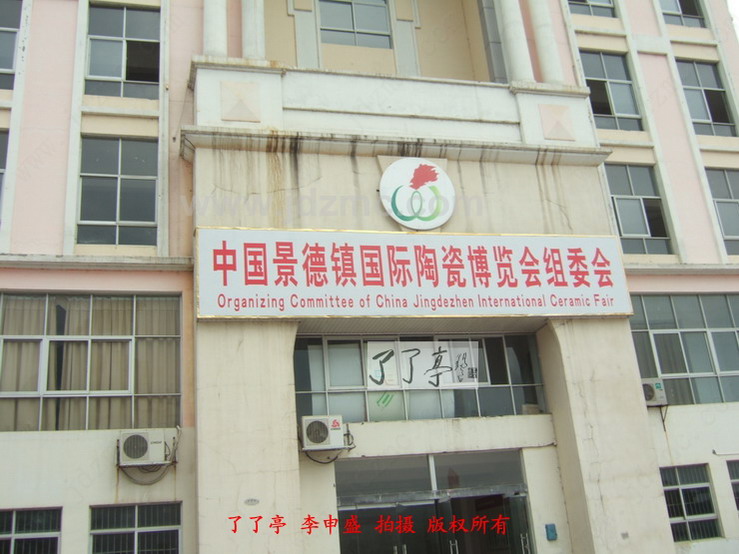 中国景德镇国际陶瓷博览会组委会
Organizing Committee of China Jingdezhen International Ceramic Fair
了了亭
了了亭 李申盛 拍摄 版权所有